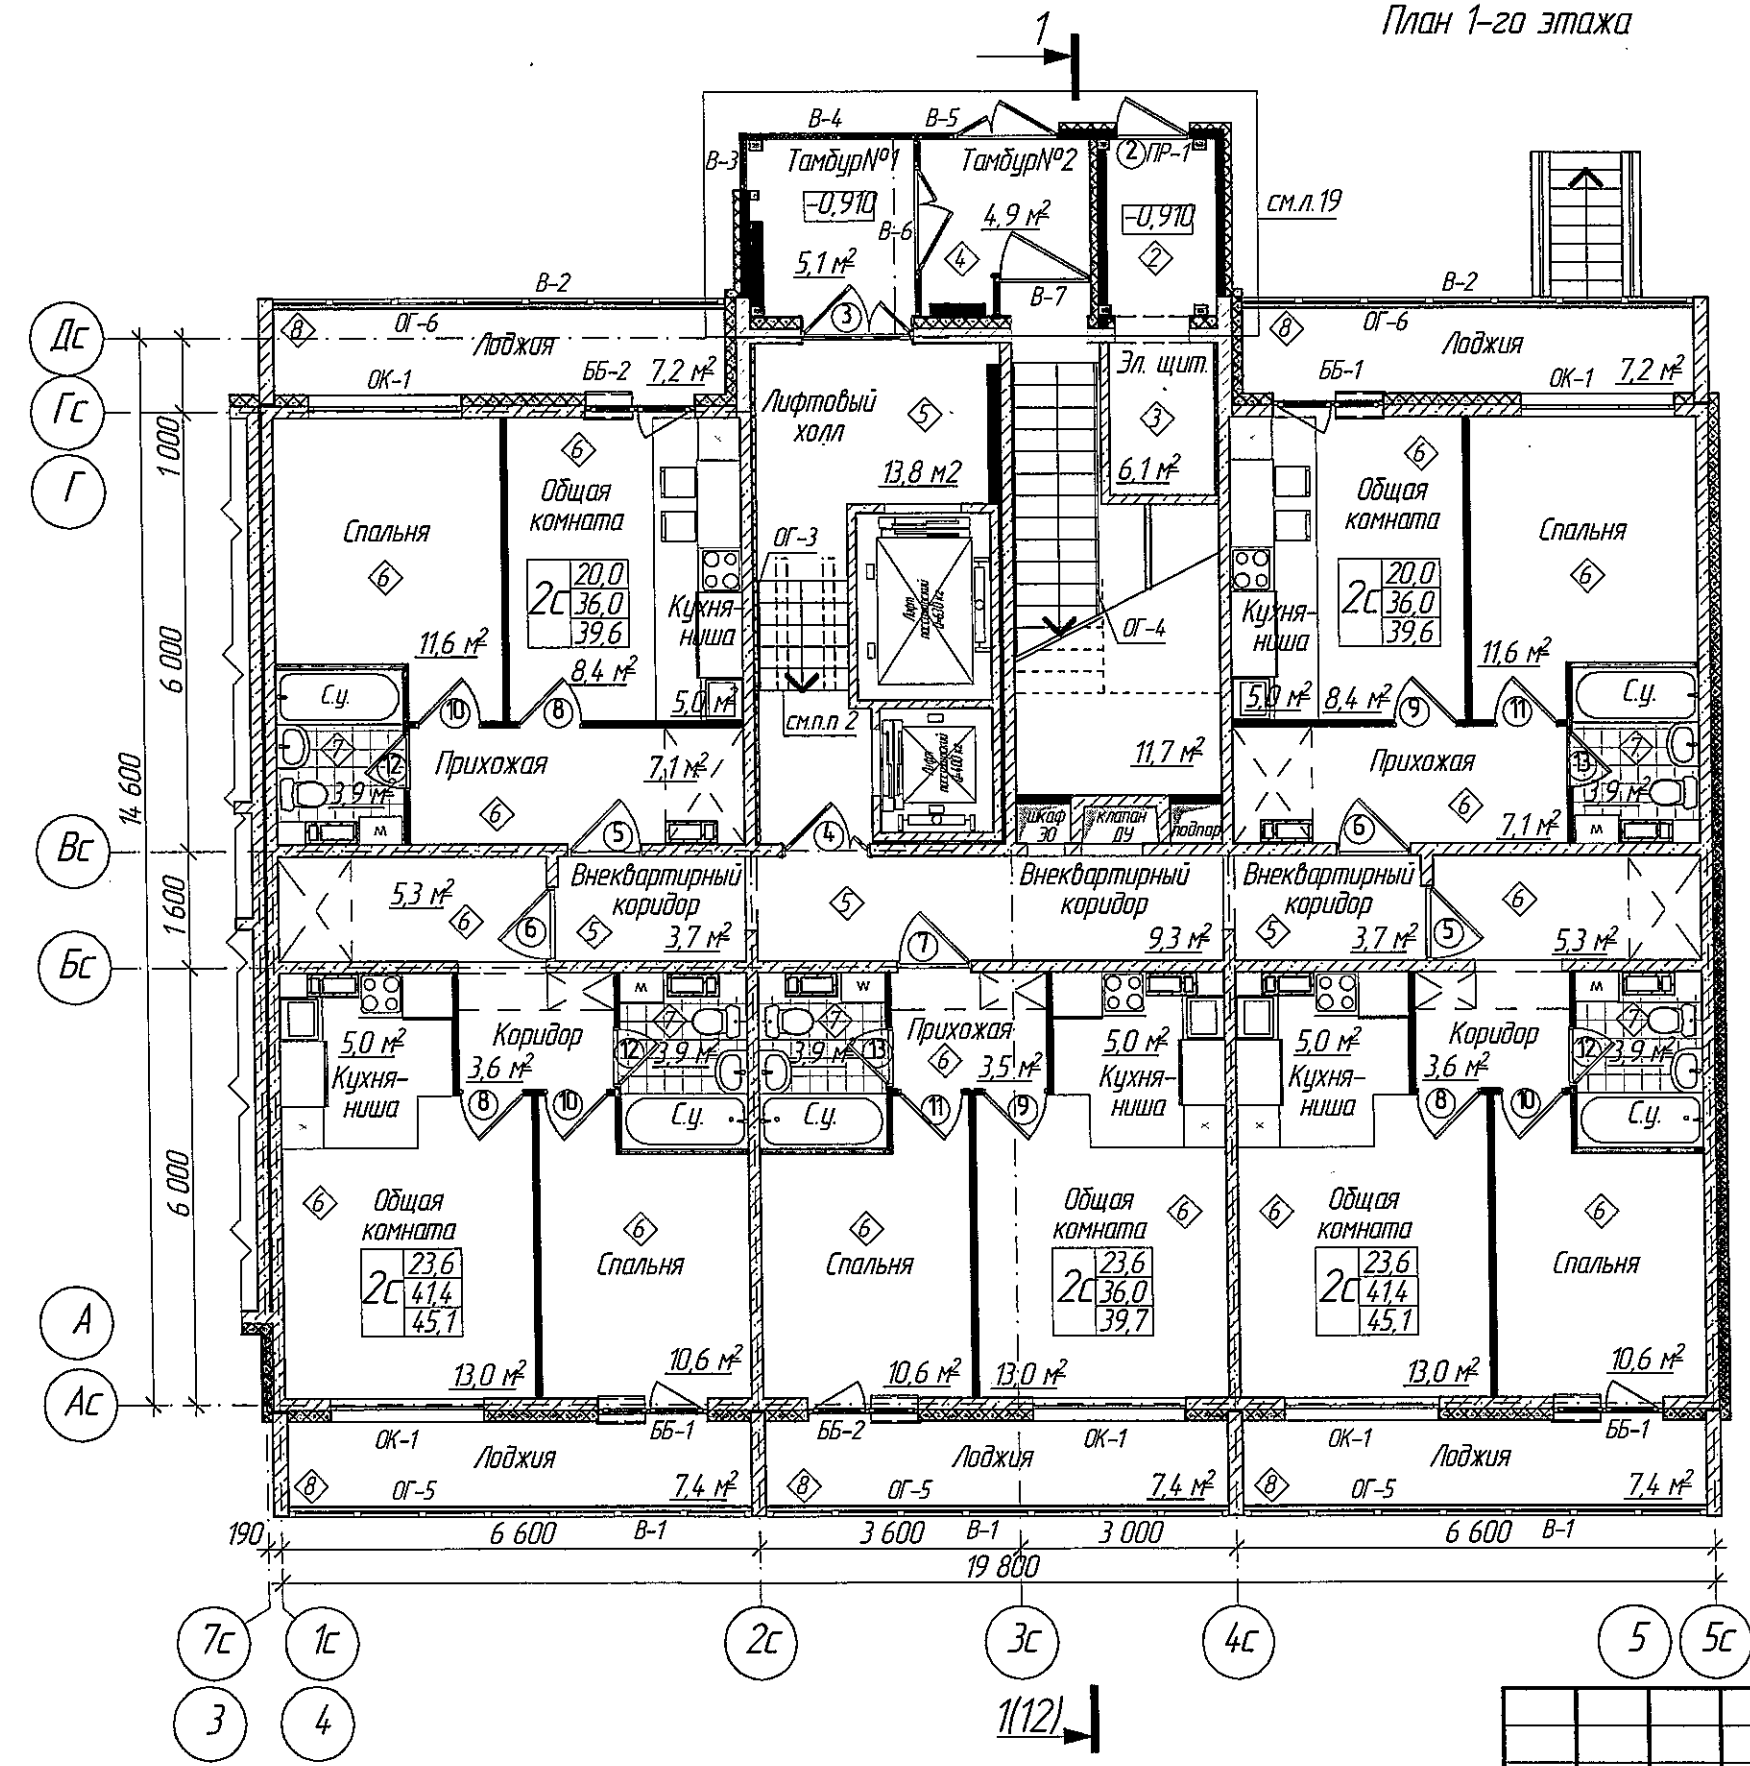 План 1-го этажа
1
В-4
В-5
В-3
Тамбур№1
Тамбур№2
2
ПР-1
-0,910
4,9 м²
-0,910
см.л.19
В-6
5,1 м²
4
2
В-7
В-2
В-2
8
ОГ-6
3
8
ОГ-6
Дс
Лоджия
Лоджия
ОК-1
ББ-2
7,2 м²
Эл. щит.
ББ-1
ОК-1
7,2 м²
Гс
Лифтовый
холл
5
3
1 000
6
6
Г
Общая
комната
13,8 м2
6,1 м²
Общая
комната
Спальня
ОГ-3
Спальня
6
2с
20,0
36,0
39,6
Лифт
пассажирский
Q=630 кг
2с
20,0
36,0
39,6
6
Кухня-
ниша
ОГ-4
Кухня-
ниша
6 000
11,6 м²
8,4 м²
5,0 м²
5,0 м²
8,4 м²
11,6 м²
С.у.
10
8
см.п.п 2
9
11
С.у.
14 600
7
12
Прихожая
7,1 м²
Лифт
пассажирский
Q=400 кг
11,7 м²
Прихожая
13
7
3,9 м²
6
6
3,9 м²
7,1 м²
М
5
4
шкаф
ЭО
клапан
ДУ
подпор
6
М
Вс
5,3 м²
6
6
Внеквартирный
коридор
5
3,7 м²
5
Внеквартирный
коридор
7
9,3 м²
Внеквартирный
коридор
5
3,7 м²
5
6
5,3 м²
1 600
Бс
М
W
М
5,0 м²
Кухня-
ниша
Коридор
3,6 м²
7
12
3,9 м²
7
3,9 м²
13
Прихожая
6
3,5 м²
5,0 м²
Кухня-
ниша
5,0 м²
Кухня-
ниша
Коридор
3,6 м²
7
12
3,9 м²
8
10
С.у.
С.у.
11
9
8
10
С.у.
6 000
6
Общая
комната
6
Спальня
6
Спальня
Общая
комната
6
6
Общая
комната
6
Спальня
2с
23,6
41,4
45,1
2с
23,6
36,0
39,7
2с
23,6
41,4
45,1
А
13,0 м²
10,6 м²
10,6 м²
13,0 м²
13,0 м²
10,6 м²
Ас
ОК-1
ББ-1
ББ-2
ОК-1
ОК-1
ББ-1
Лоджия
Лоджия
Лоджия
8
ОГ-5
7,4 м²
8
ОГ-5
7,4 м²
8
ОГ-5
7,4 м²
190
6 600
В-1
3 600
В-1
3 000
6 600
В-1
19 800
7с
1с
2с
3с
4с
5
5с
3
4
1(12)